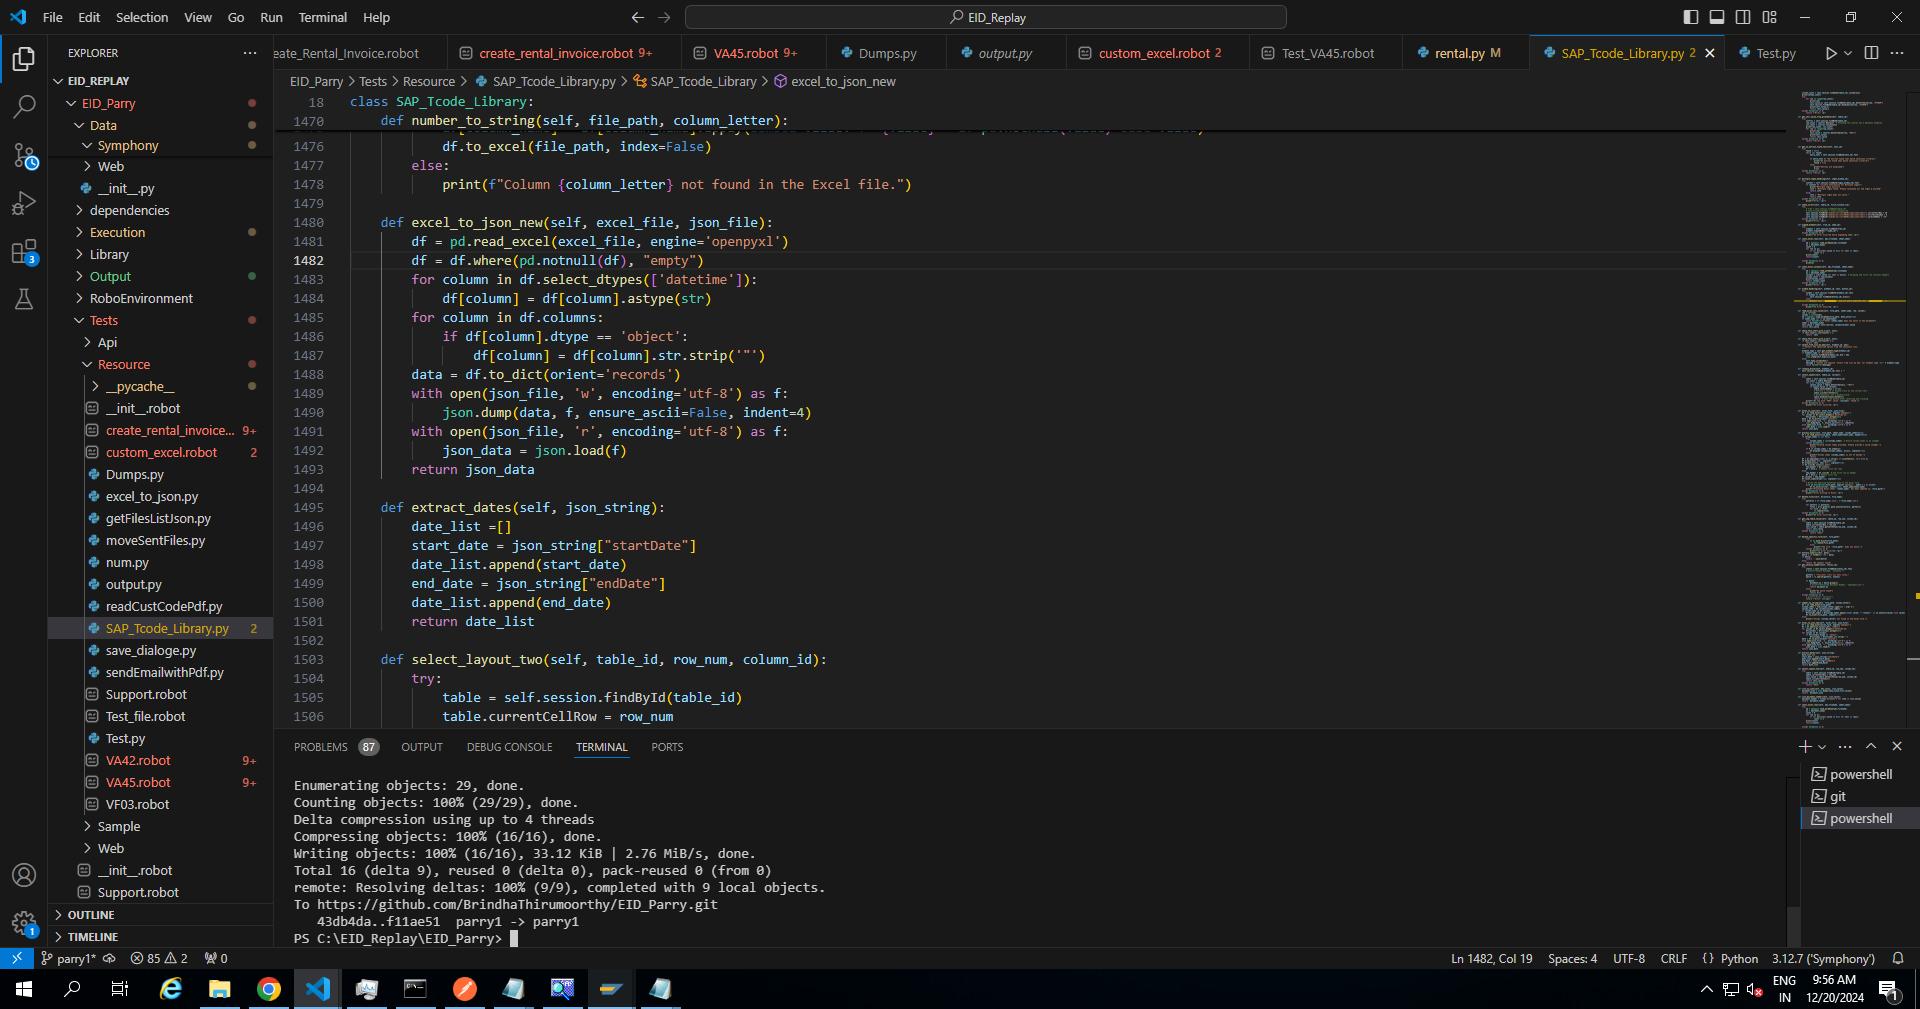 File Edit Selection View Go Run Terminal Help
EID_Replay
EXPLORER
eate_Rental_Invoice.robot create_rental_invoice.robot 9+ VA45.robot 9+ Dumps.py output.py custom_excel.robot 2 Test_VA45.robot rental.py M SAP_Tcode_Library.py 2 Test.py
EID_REPLAY
EID_Parry
Data
Symphony
Web
__init__.py
dependencies
Execution
Library
Output
RoboEnvironment
Tests
Api
Resource
__pycache__
__init__.robot
create_rental_invoice... 9+
custom_excel.robot 2
Dumps.py
excel_to_json.py
getFilesListJson.py
moveSentFiles.py
num.py
output.py
readCustCodePdf.py
SAP_Tcode_Library.py 2
save_dialoge.py
sendEmailwithPdf.py
Support.robot
Test_file.robot
Test.py
VA42.robot 9+
VA45.robot 9+
VF03.robot
Sample
Web
__init__.robot
Support.robot
OUTLINE
TIMELINE
3
1
EID_Parry > Tests > Resource > SAP_Tcode_Library.py > SAP_Tcode_Library > excel_to_json_new
18 class SAP_Tcode_Library:
1470 def number_to_string(self, file_path, column_letter):
1476 df.to_excel(file_path, index=False)
1477 else:
1478 print(f"Column {column_letter} not found in the Excel file.")
1479
1480 def excel_to_json_new(self, excel_file, json_file):
1481 df = pd.read_excel(excel_file, engine='openpyxl')
1482 df = df.where(pd.notnull(df), "empty")
1483 for column in df.select_dtypes(['datetime']):
1484 df[column] = df[column].astype(str)
1485 for column in df.columns:
1486 if df[column].dtype == 'object':
1487 df[column] = df[column].str.strip('"')
1488 data = df.to_dict(orient='records')
1489 with open(json_file, 'w', encoding='utf-8') as f:
1490 json.dump(data, f, ensure_ascii=False, indent=4)
1491 with open(json_file, 'r', encoding='utf-8') as f:
1492 json_data = json.load(f)
1493 return json_data
1494
1495 def extract_dates(self, json_string):
1496 date_list =[]
1497 start_date = json_string["startDate"]
1498 date_list.append(start_date)
1499 end_date = json_string["endDate"]
1500 date_list.append(end_date)
1501 return date_list
1502
1503 def select_layout_two(self, table_id, row_num, column_id):
1504 try:
1505 table = self.session.findById(table_id)
1506 table.currentCellRow = row_num
PROBLEMS 87 OUTPUT DEBUG CONSOLE TERMINAL PORTS
Enumerating objects: 29, done.
Counting objects: 100% (29/29), done.
Delta compression using up to 4 threads
Compressing objects: 100% (16/16), done.
Writing objects: 100% (16/16), 33.12 KiB | 2.76 MiB/s, done.
Total 16 (delta 9), reused 0 (delta 0), pack-reused 0 (from 0)
remote: Resolving deltas: 100% (9/9), completed with 9 local objects.
To https://github.com/BrindhaThirumoorthy/EID_Parry.git
43db4da..f11ae51 parry1 -> parry1
PS C:\EID_Replay\EID_Parry>
powershell
git
powershell
parry1* 85 2 0 Ln 1482, Col 19 Spaces: 4 UTF-8 CRLF {} Python 3.12.7 ('Symphony')
ENG
IN
9:56 AM
12/20/2024
1